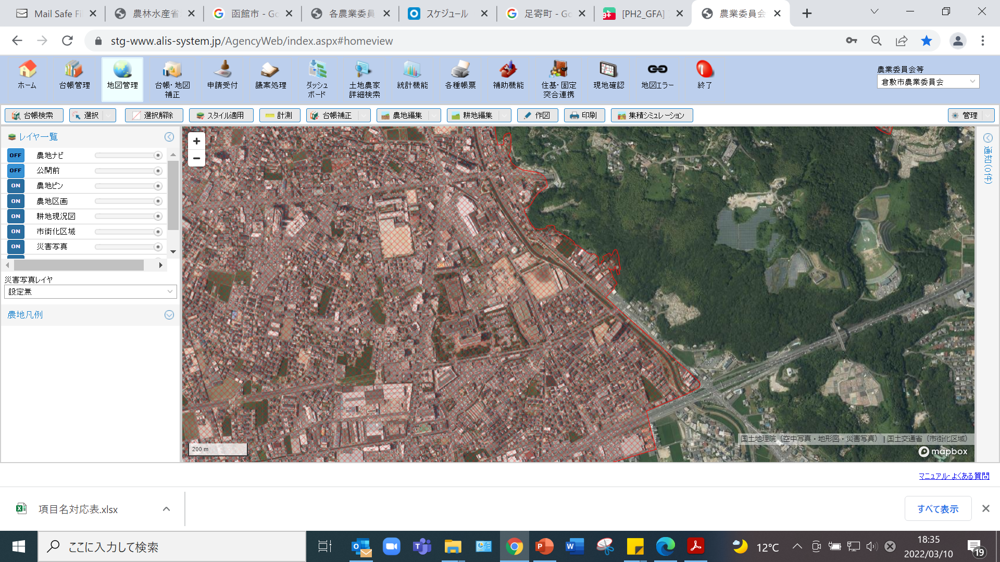 Mail Safe Fi
農林水産省
函館市 - Go
各農業委員
スケジュール
足寄町 - Go
[PH2_GFA]
農業委員会
stg-www.alis-system.jp/AgencyWeb/index.aspx#homeview
ホーム
台帳管理
地図管理
台帳・地図
補正
申請受付
議案処理
ダッシュ
ボード
土地農家
詳細検索
統計機能
各種帳票
補助機能
住基・固定
突合連携
現地確認
地図エラー
終了
農業委員会等
倉敷市農業委員会
台帳検索
選択
選択解除
スタイル適用
計測
台帳補正
農地編集
耕地編集
作図
印刷
集積シミュレーション
管理
レイヤ一覧
OFF 農地ナビ
OFF 公開前
ON 農地ピン
ON 農地区画
ON 耕地現況図
ON 市街化区域
ON 災害写真
災害写真レイヤ
設定無
農地凡例
+
−
通知(0件)
200 m
国土地理院（空中写真・地形図・災害写真） | 国土交通省（市街化区域）
mapbox
マニュアル・よくある質問
項目名対応表.xlsx
すべて表示
ここに入力して検索
12°C
18:35
2022/03/10
19